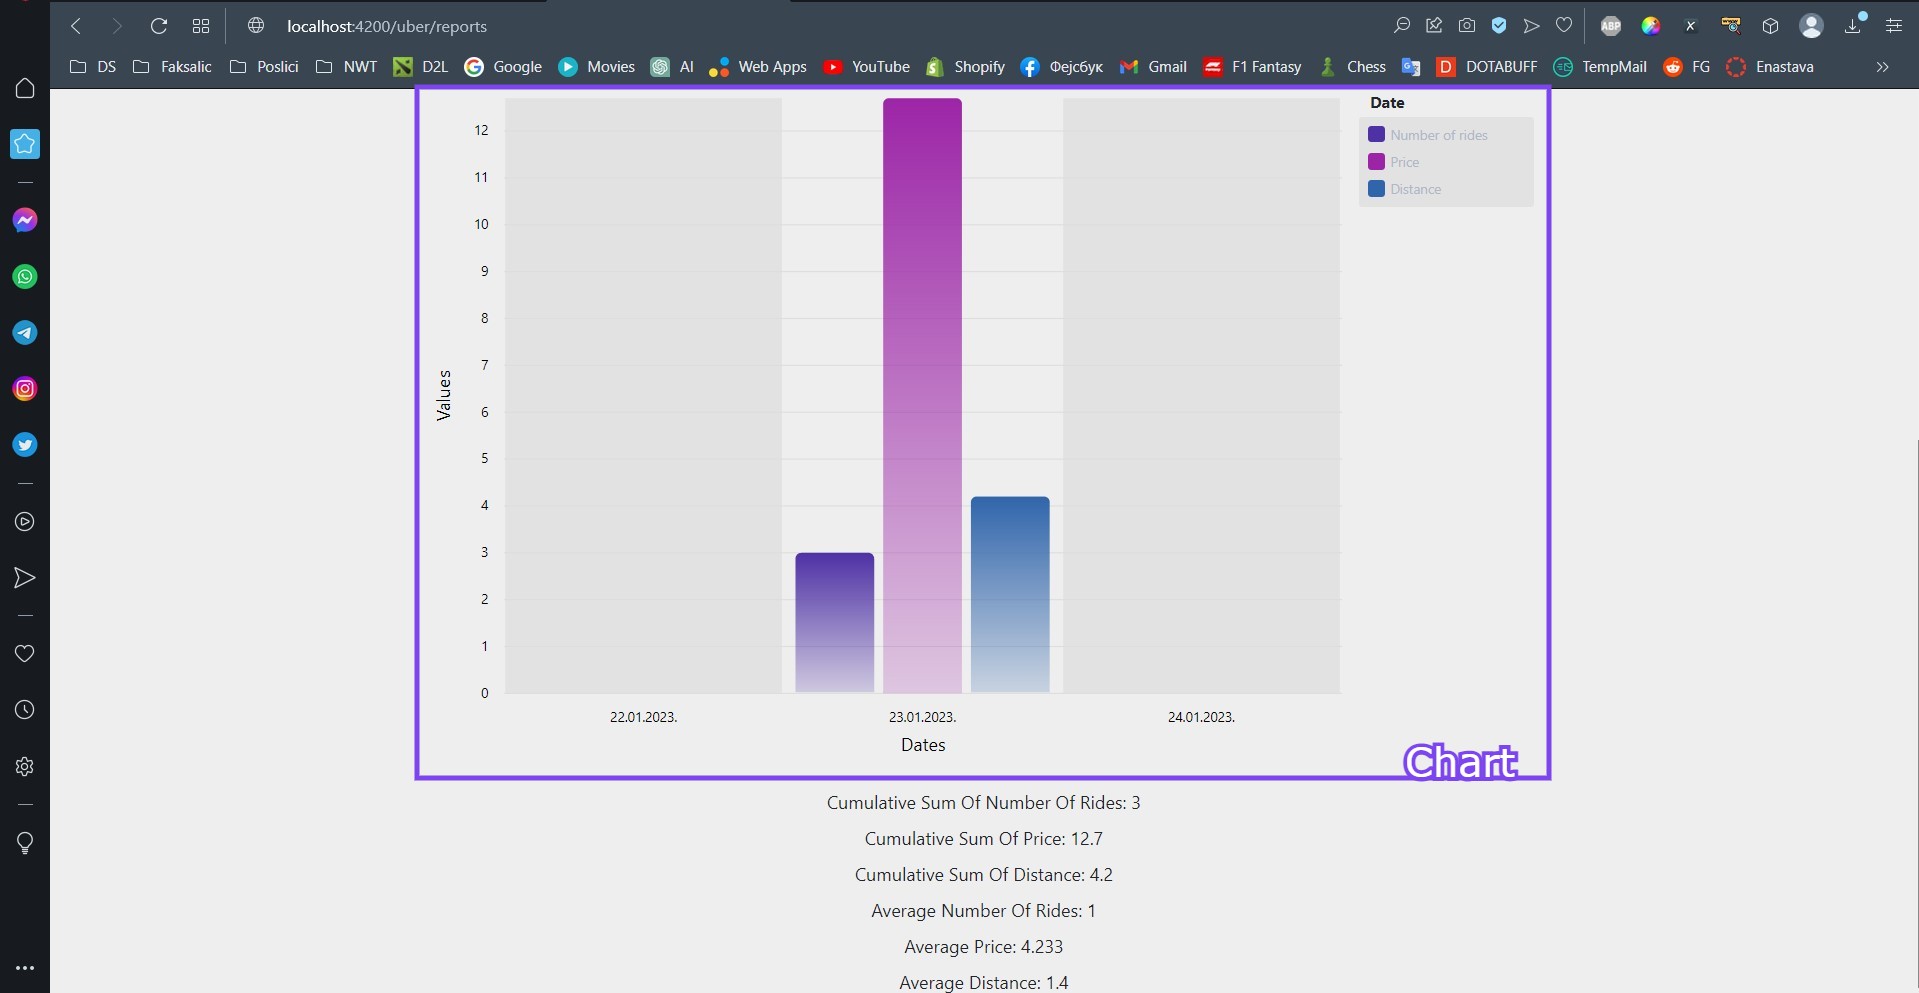 localhost:4200/uber/reports
ABP
DS Faksalic Poslici NWT D2L Google Movies AI Web Apps YouTube Shopify Фејсбук Gmail F1 Fantasy Chess DOTABUFF TempMail FG Enastava
Date
Number of rides
Price
Distance
12
11
10
9
8
7
6
5
4
3
2
1
0
Values
22.01.2023. 23.01.2023. 24.01.2023.
Dates
Chart
Cumulative Sum Of Number Of Rides: 3
Cumulative Sum Of Price: 12.7
Cumulative Sum Of Distance: 4.2
Average Number Of Rides: 1
Average Price: 4.233
Average Distance: 1.4